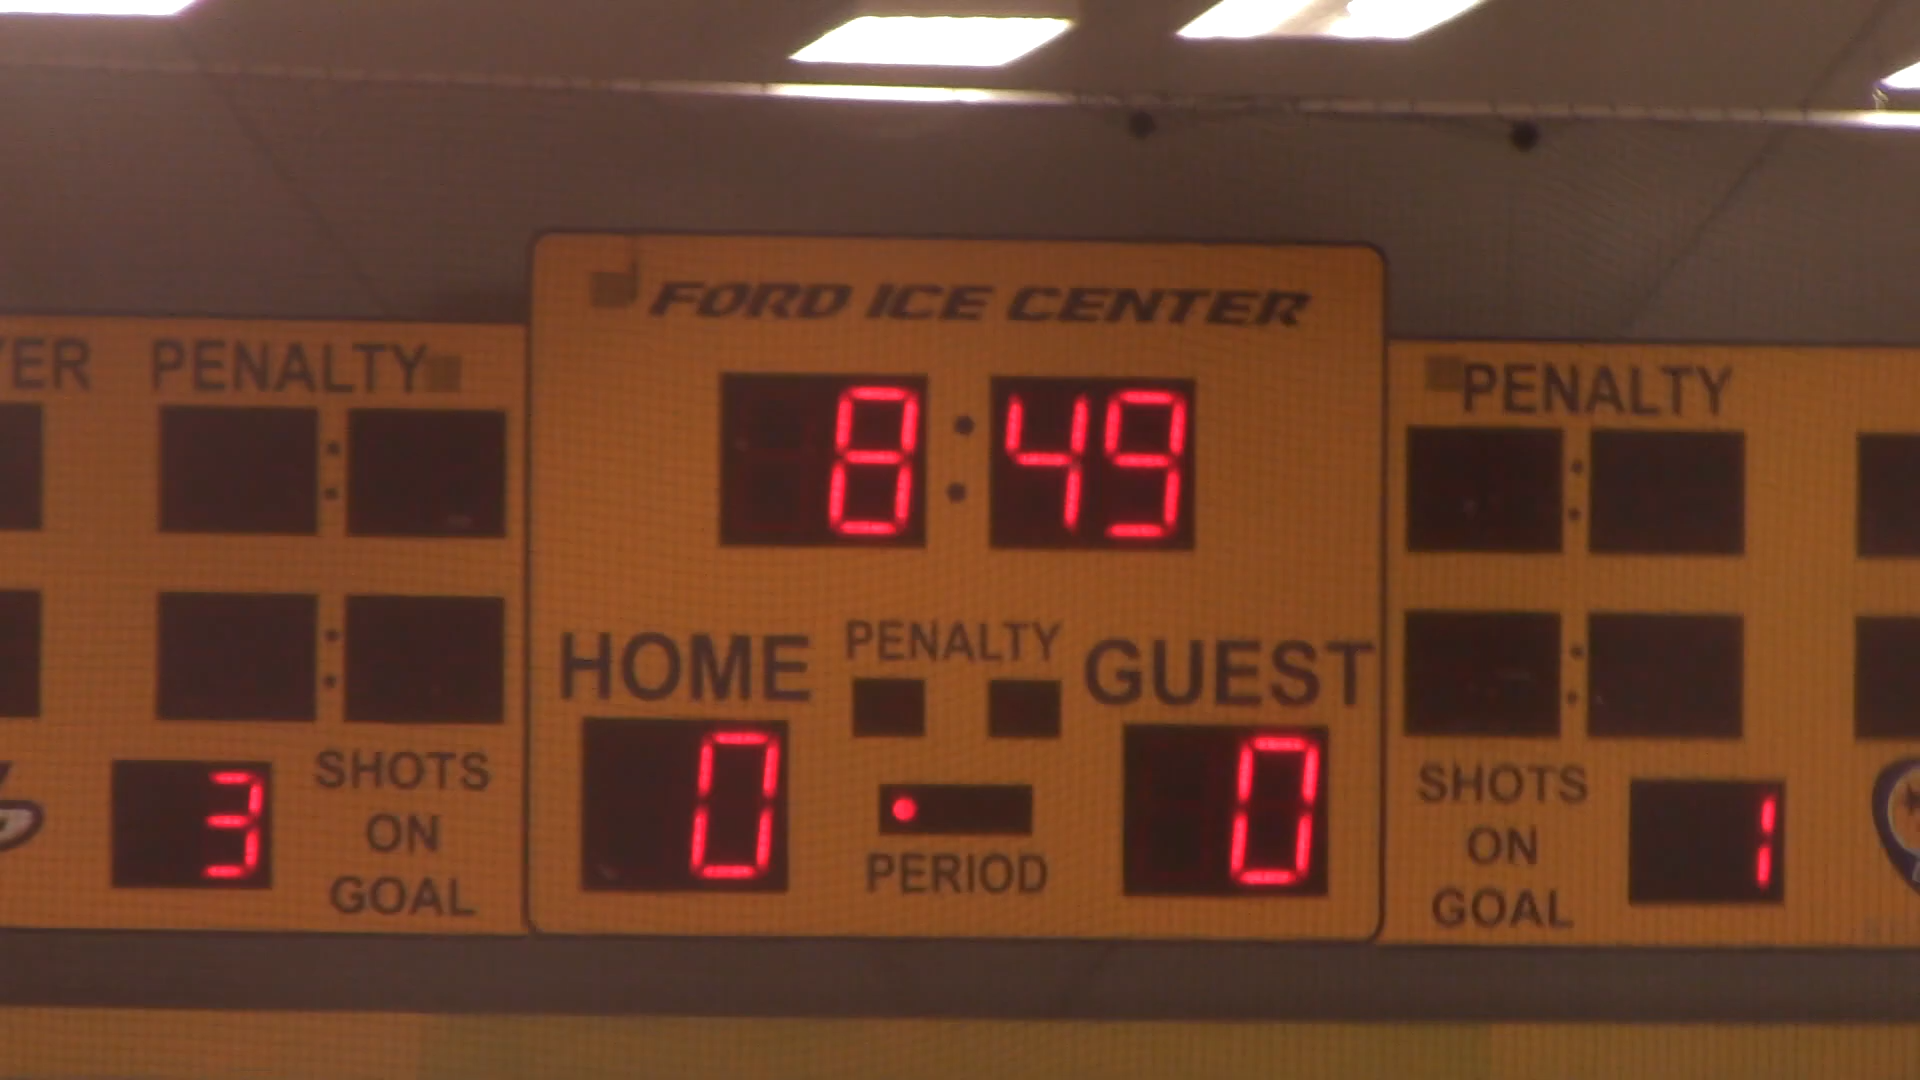 FORD ICE CENTER
PENALTY
8:49
PENALTY
HOME
PENALTY
GUEST
3
SHOTS
ON
GOAL
0
PERIOD
0
SHOTS
ON
GOAL
1